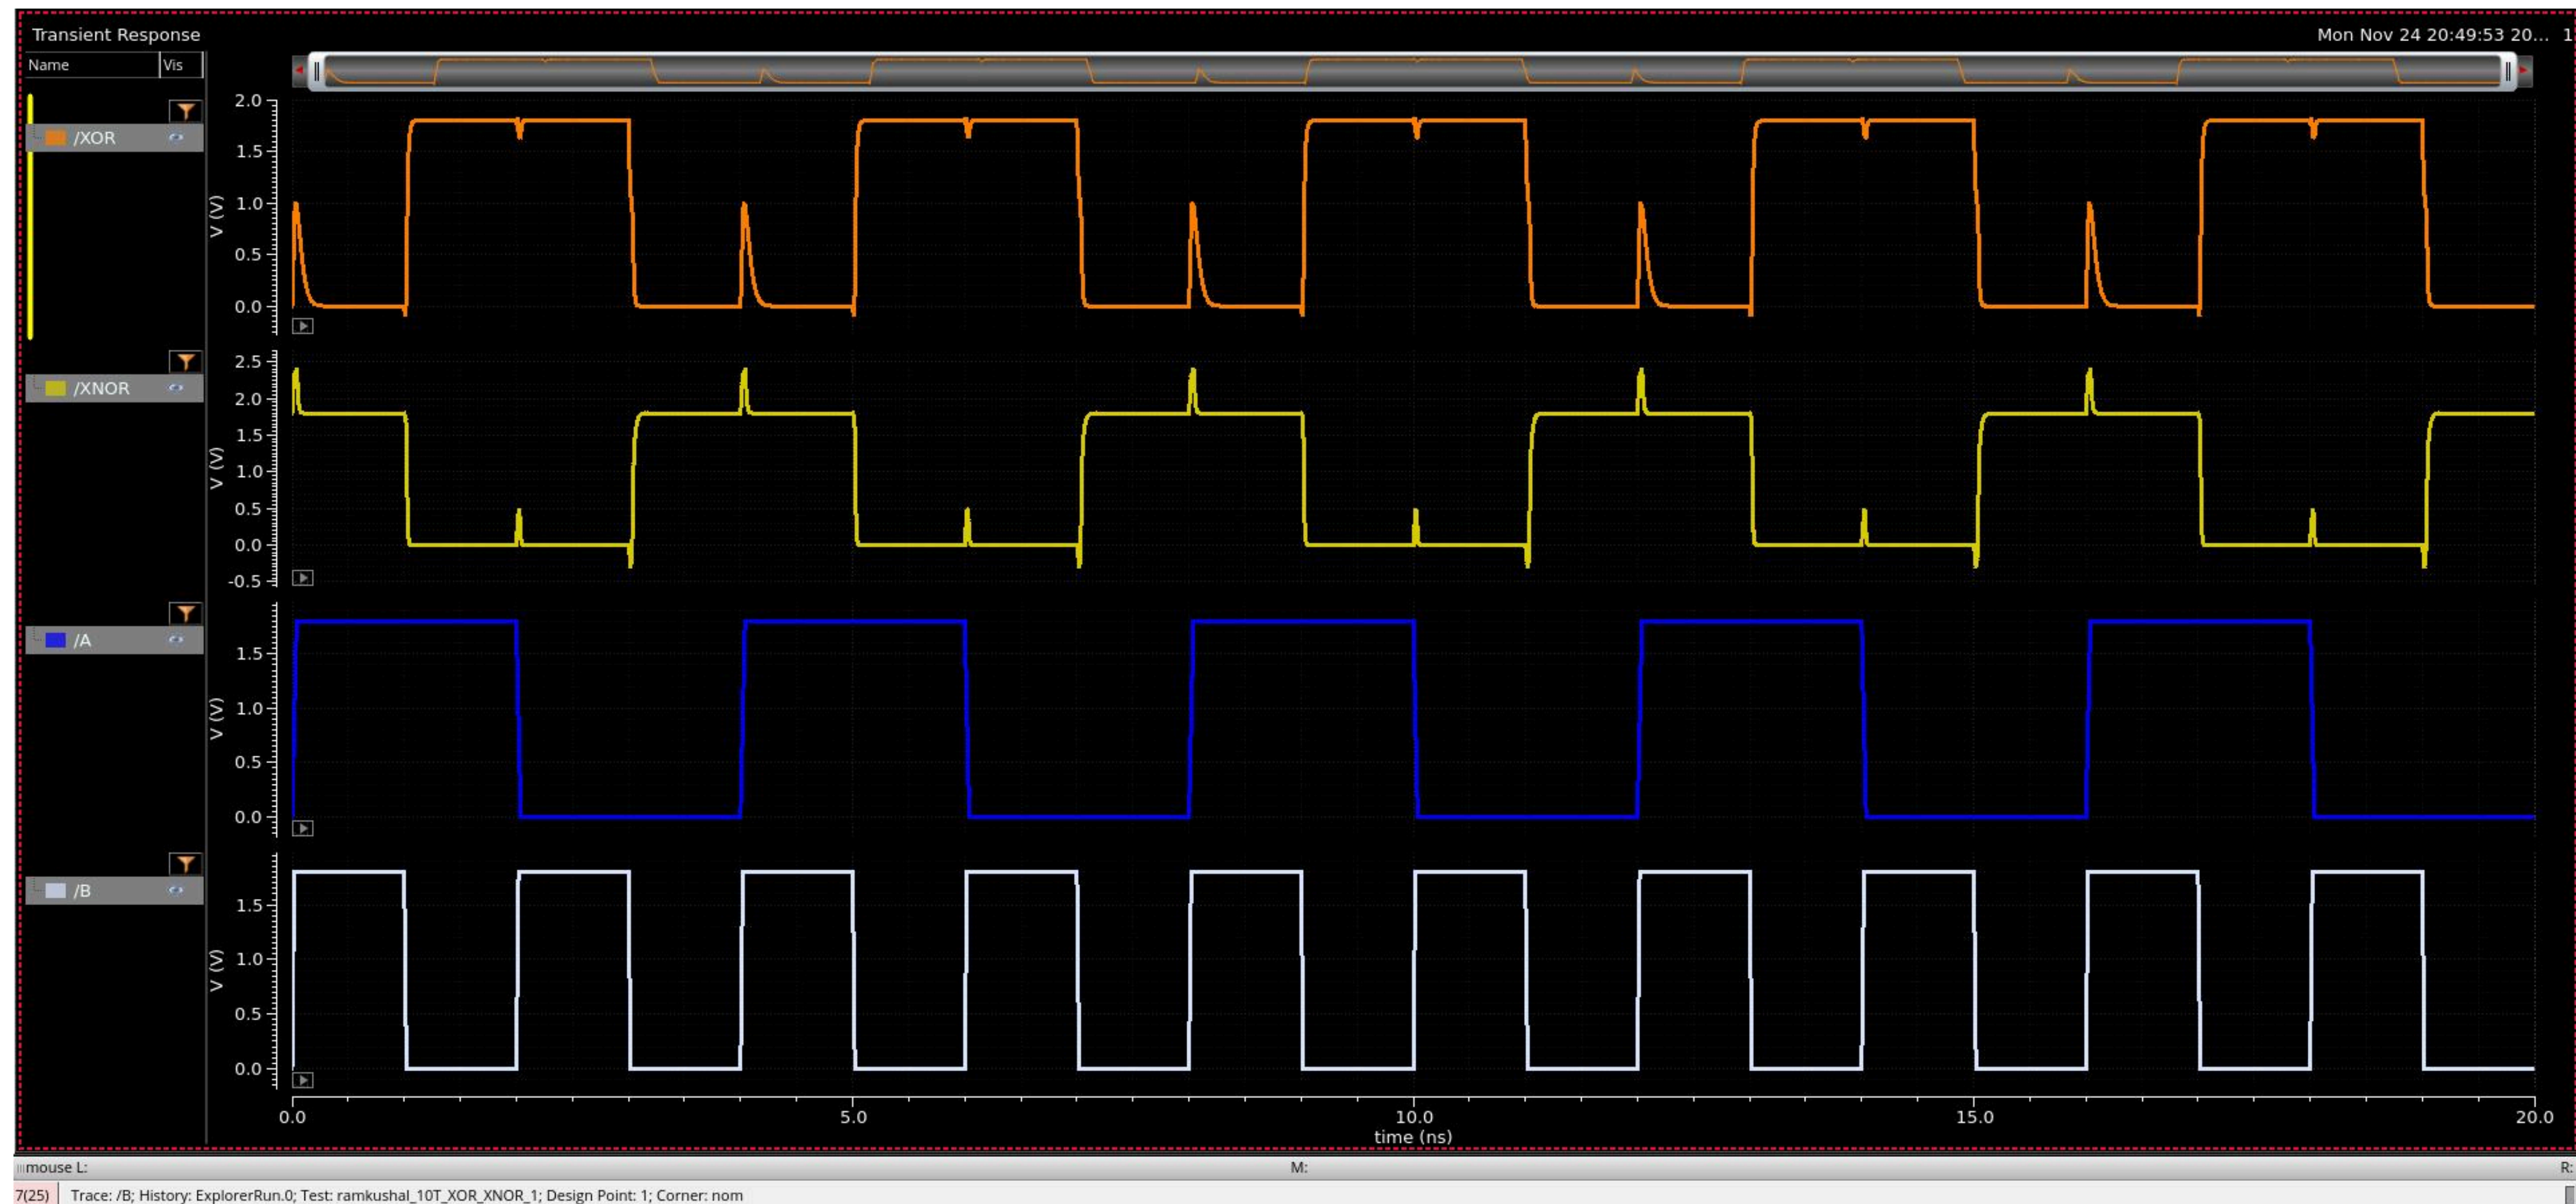 Transient Response
Mon Nov 24 20:49:53 20... 1
Name Vis
/XOR
2.0
1.5
1.0
0.5
0.0
V (V)
/XNOR
2.5
2.0
1.5
1.0
0.5
0.0
-0.5
V (V)
/A
1.5
1.0
0.5
0.0
V (V)
/B
1.5
1.0
0.5
0.0
V (V)
0.0 5.0 10.0 15.0 20.0
time (ns)
mouse L: M: R:
7(25) Trace: /B; History: ExplorerRun.0; Test: ramkushal_10T_XOR_XNOR_1; Design Point: 1; Corner: nom